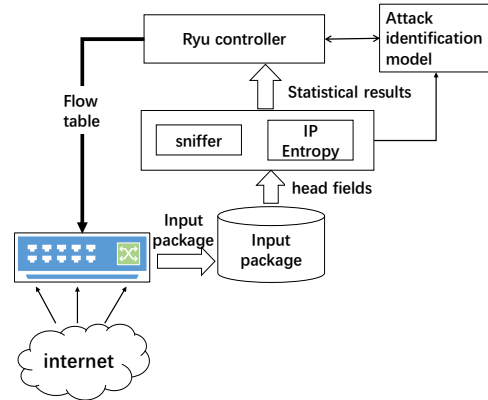 Ryu controller
Attack
identification
model
Flow
table
Statistical results
sniffer
IP
Entropy
head fields
Input
package
Input
package
internet